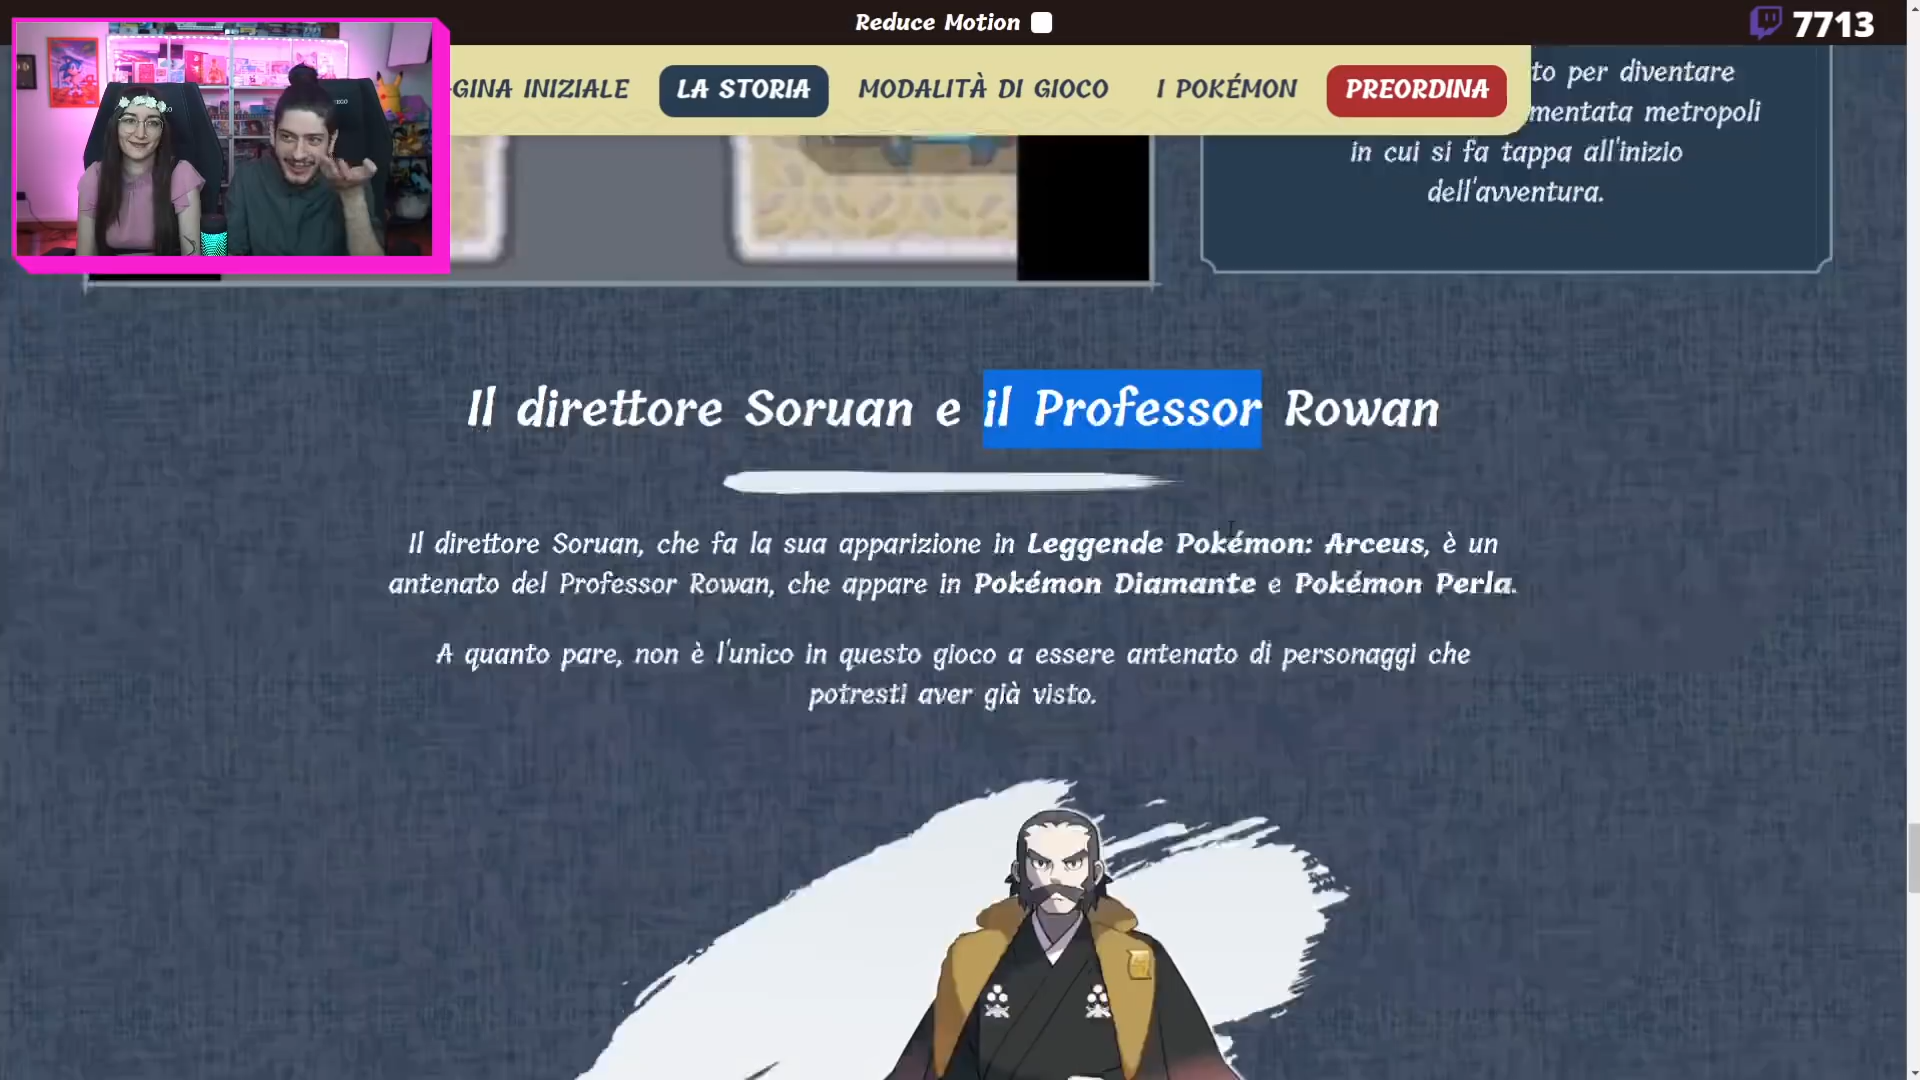 Reduce Motion
7713
GINA INIZIALE
LA STORIA
MODALITÀ DI GIOCO
I POKÉMON
PREORDINA
to per diventare
mentata metropoli
in cui si fa tappa all'inizio
dell'avventura.
Il direttore Soruan e il Professor Rowan
Il direttore Soruan, che fa la sua apparizione in Leggende Pokémon: Arceus, è un
antenato del Professor Rowan, che appare in Pokémon Diamante e Pokémon Perla.
A quanto pare, non è l'unico in questo gioco a essere antenato di personaggi che
potresti aver già visto.